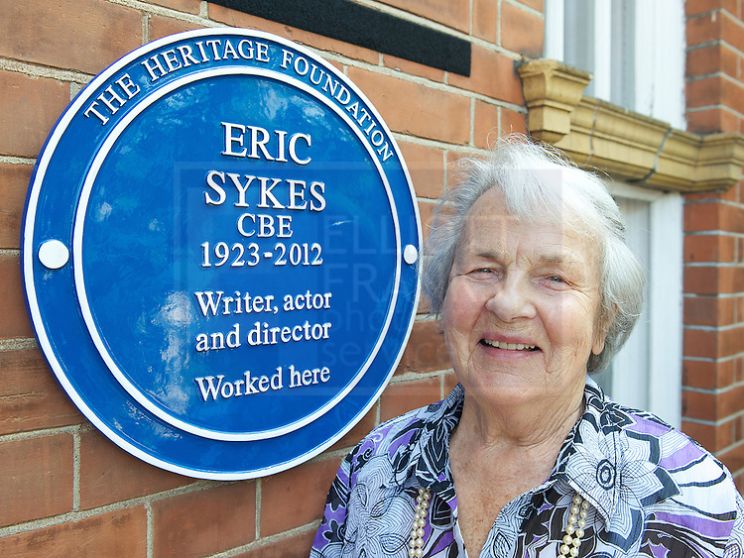 THE HERITAGE FOUNDATION
ERIC
SYKES
CBE
1923-2012
Writer, actor
and director
Worked here